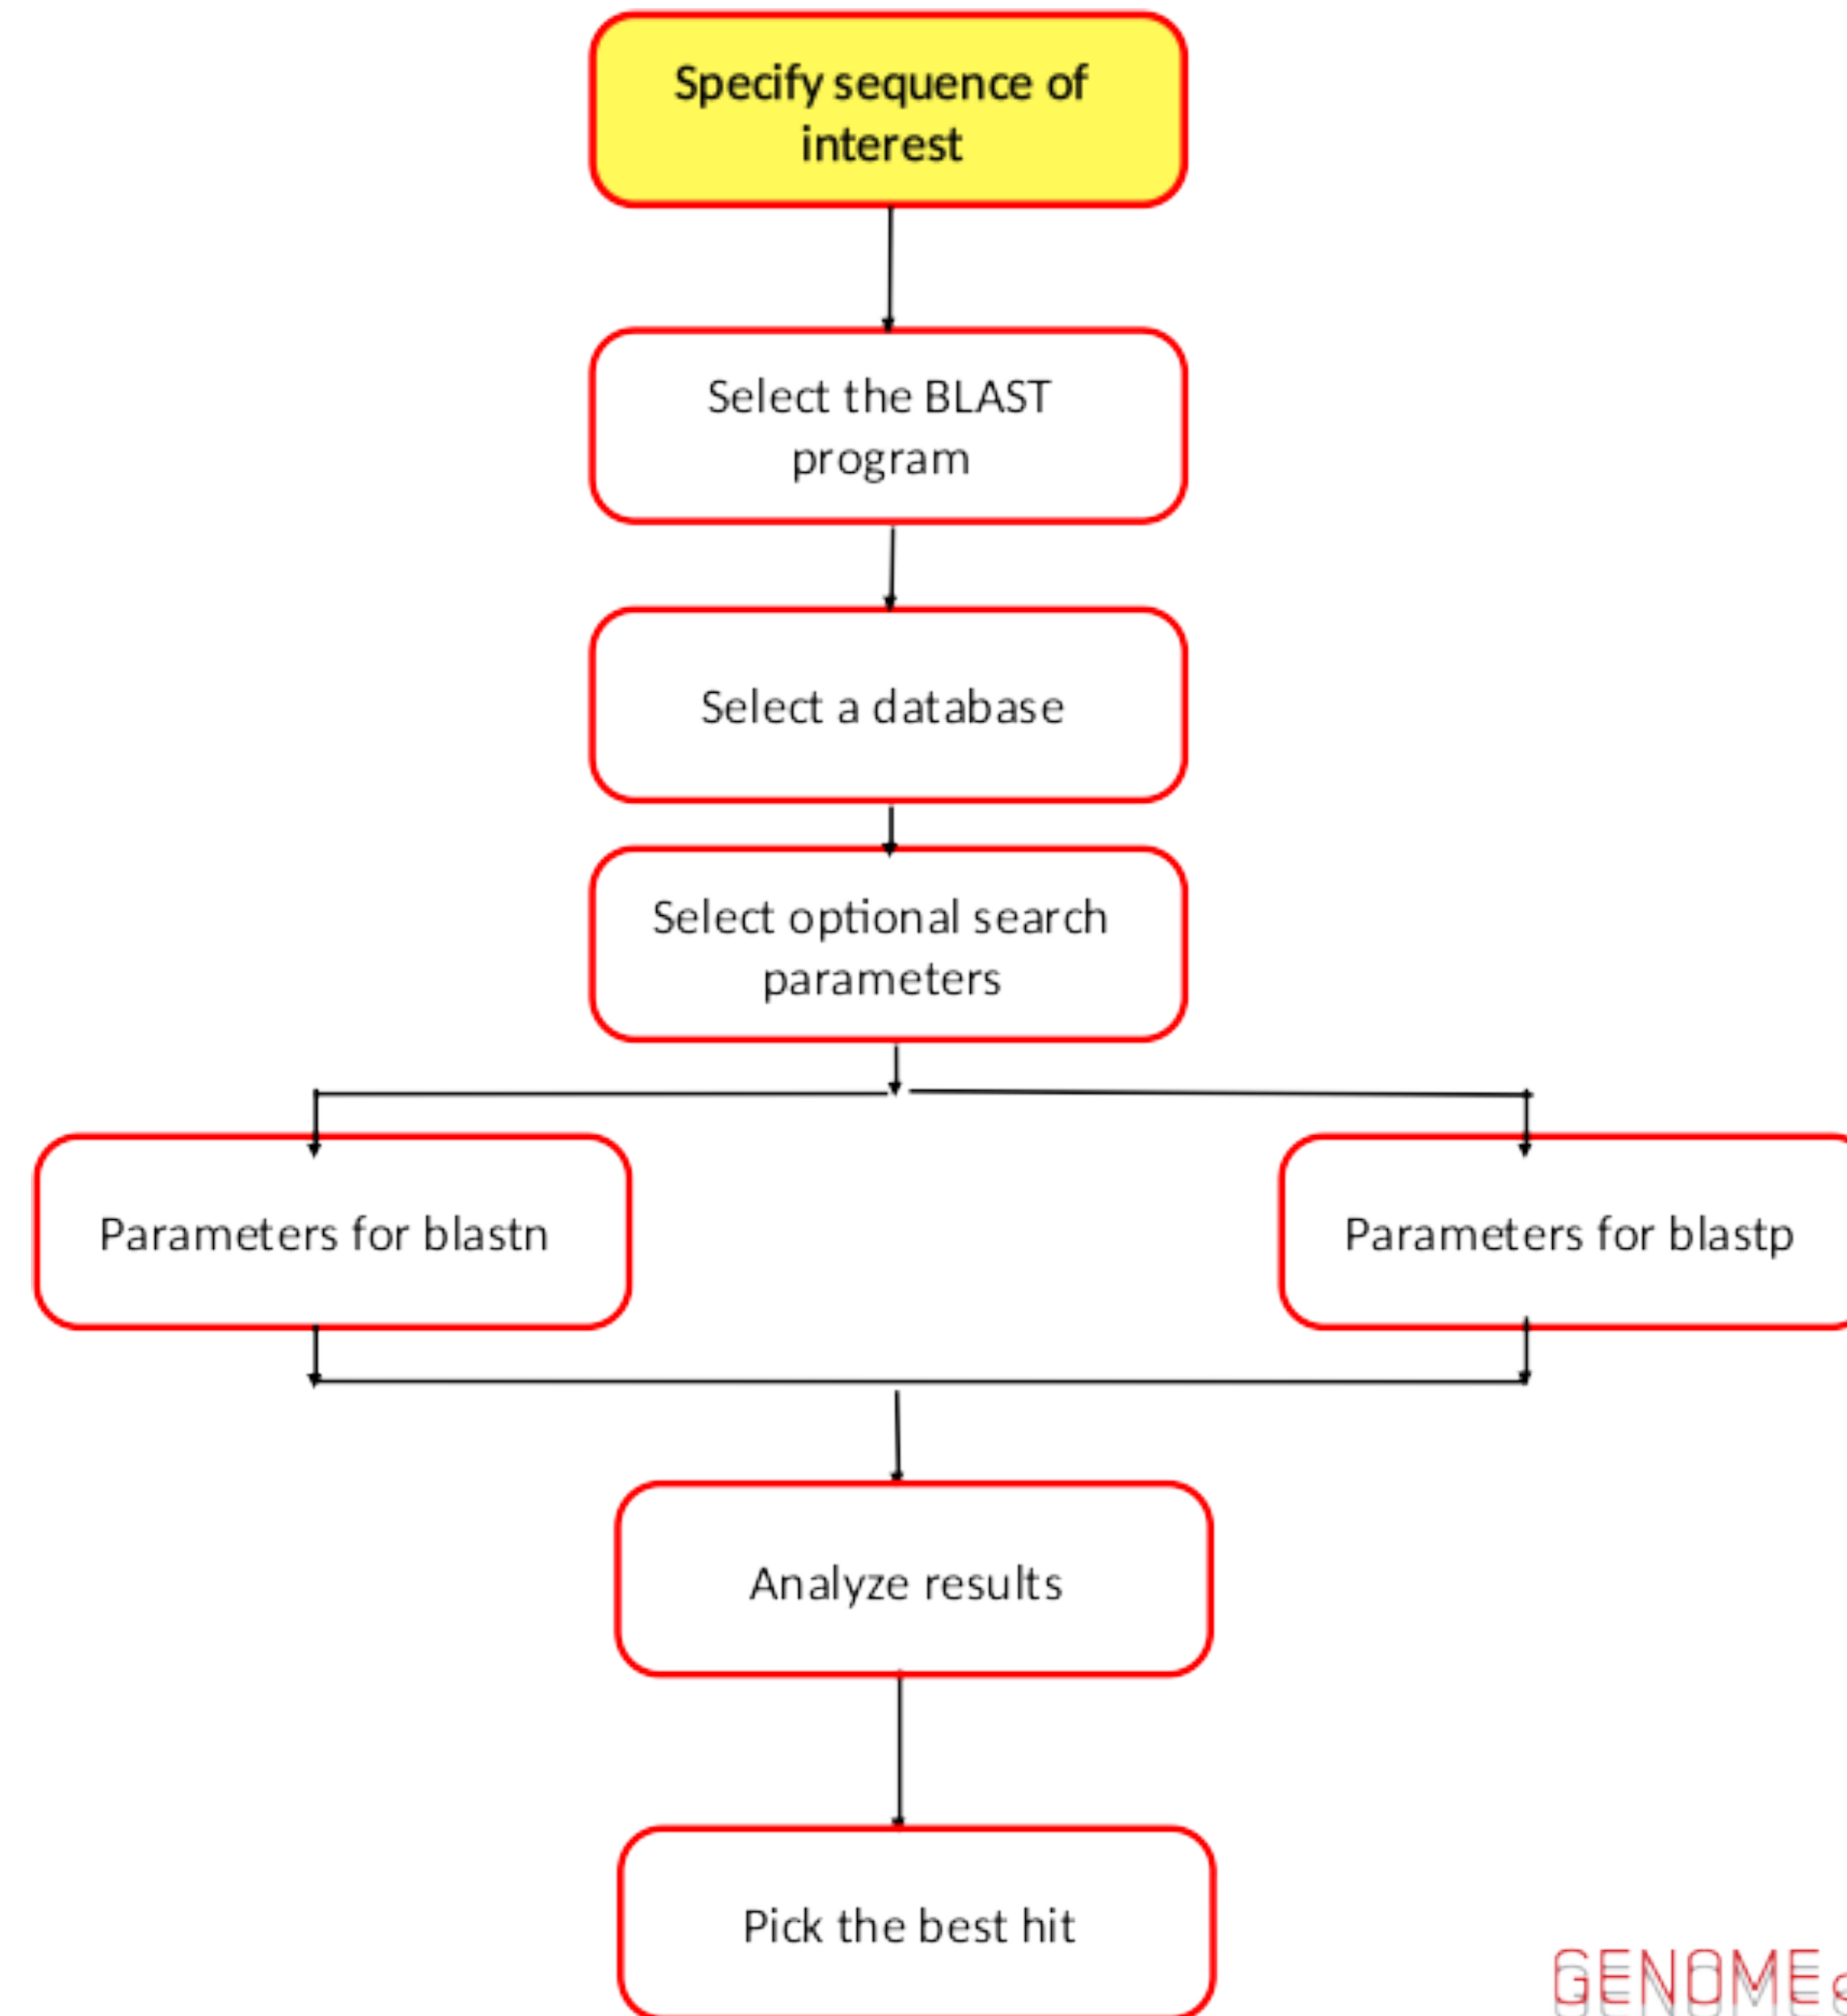 Specify sequence of
interest
Select the BLAST
program
Select a database
Select optional search
parameters
Parameters for blastn
Parameters for blastp
Analyze results
Pick the best hit
GENOME